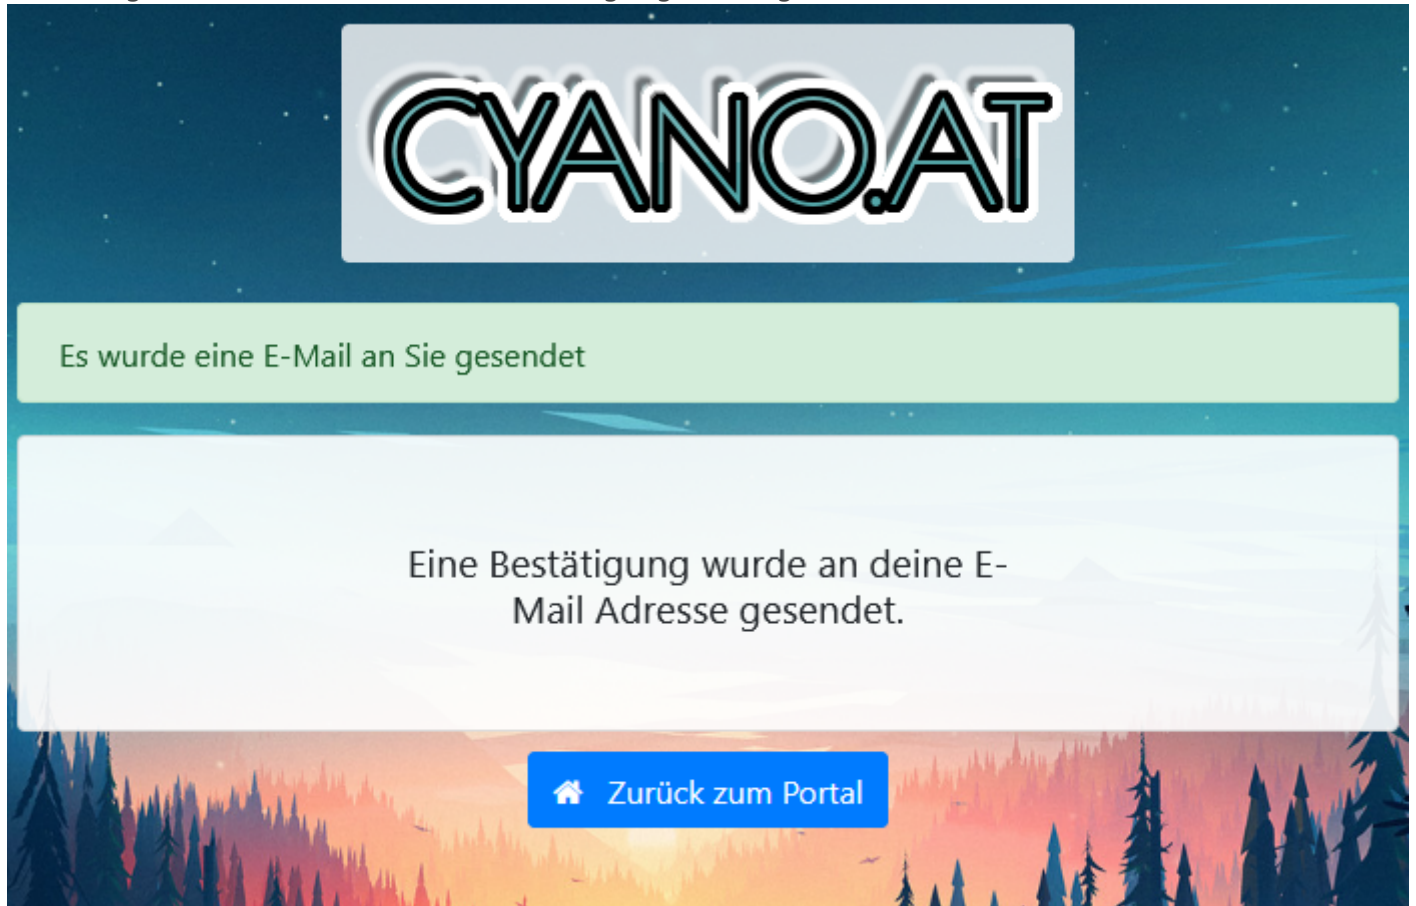 CYANO.AT
Es wurde eine E-Mail an Sie gesendet
Eine Bestätigung wurde an deine E-
Mail Adresse gesendet.
Zurück zum Portal